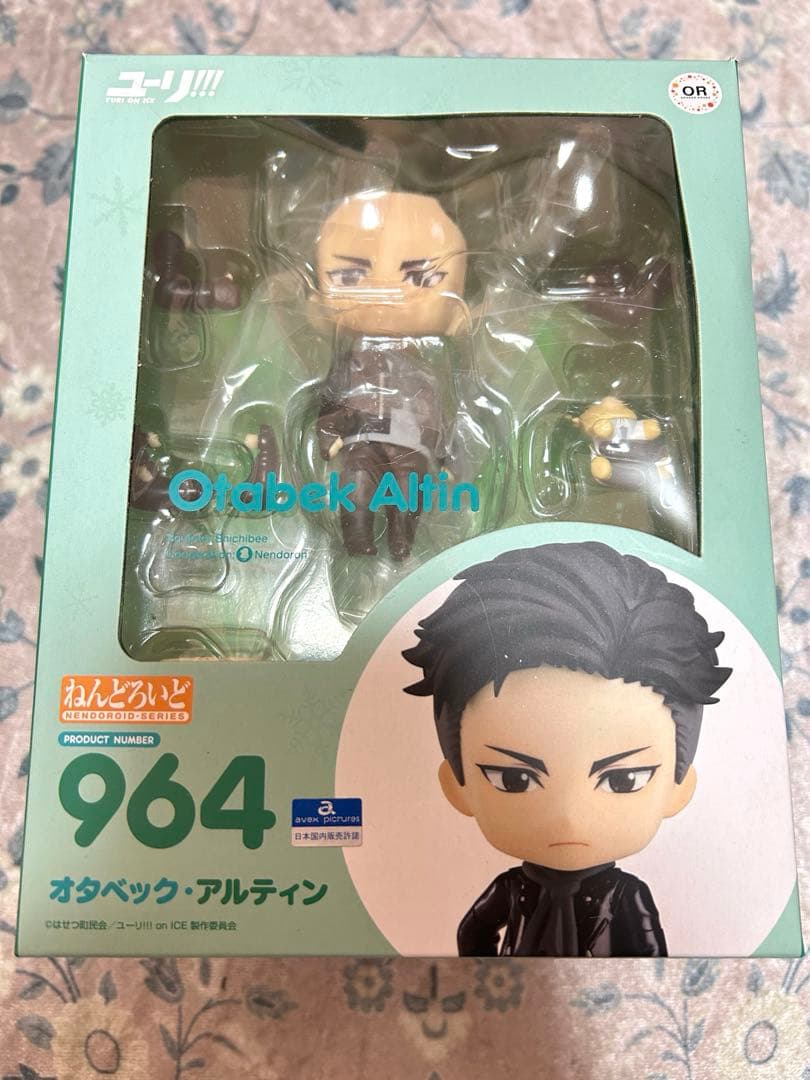 ユーリ!!!
YURI ON ICE
OR
Otabek Altin
Shichibee
Nendoron
ねんどろいど
NENDOROID-SERIES
PRODUCT NUMBER
964
a
avex pictures
日本国内販売許諾
オタベック・アルティン
©はせつ町民会/ユーリ!!! on ICE 製作委員会